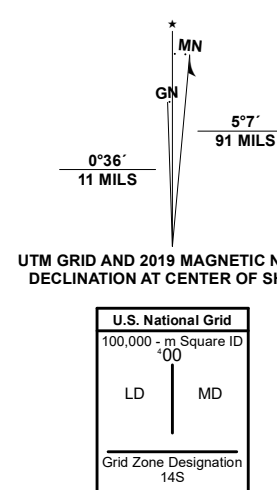 ★
MN
GN
5°7´
91 MILS
0°36´
11 MILS
UTM GRID AND 2019 MAGNETIC N
DECLINATION AT CENTER OF SH
U.S. National Grid
100,000 - m Square ID
⁴00
LD MD
Grid Zone Designation
14S